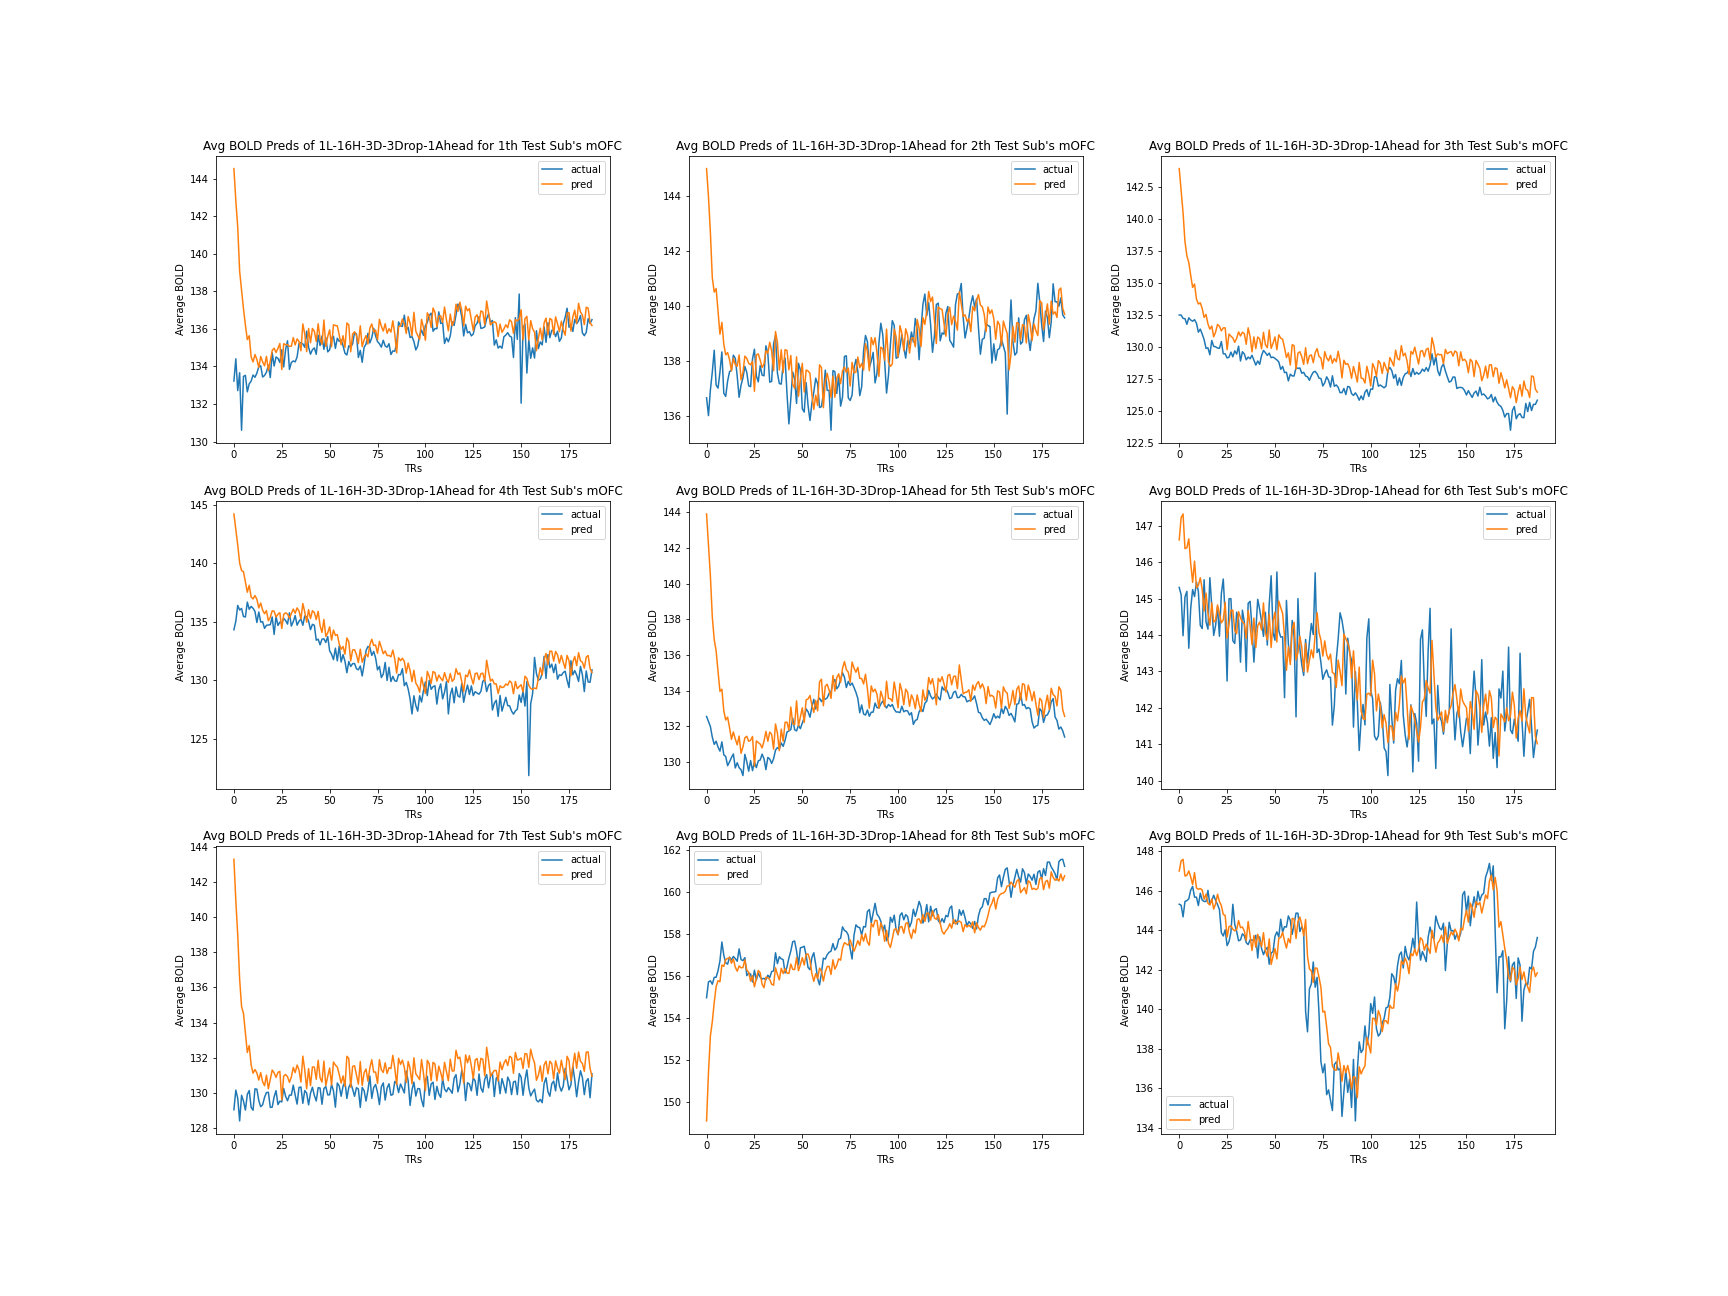 Avg BOLD Preds of 1L-16H-3D-3Drop-1Ahead for 1th Test Sub's mOFC
144
142
140
138
136
134
132
130
Average BOLD
actual
pred
0 25 50 75 100 125 150 175
TRs
Avg BOLD Preds of 1L-16H-3D-3Drop-1Ahead for 2th Test Sub's mOFC
144
142
140
138
136
Average BOLD
actual
pred
0 25 50 75 100 125 150 175
TRs
Avg BOLD Preds of 1L-16H-3D-3Drop-1Ahead for 3th Test Sub's mOFC
142.5
140.0
137.5
135.0
132.5
130.0
127.5
125.0
122.5
Average BOLD
actual
pred
0 25 50 75 100 125 150 175
TRs
Avg BOLD Preds of 1L-16H-3D-3Drop-1Ahead for 4th Test Sub's mOFC
145
140
135
130
125
Average BOLD
actual
pred
0 25 50 75 100 125 150 175
TRs
Avg BOLD Preds of 1L-16H-3D-3Drop-1Ahead for 5th Test Sub's mOFC
144
142
140
138
136
134
132
130
Average BOLD
actual
pred
0 25 50 75 100 125 150 175
TRs
Avg BOLD Preds of 1L-16H-3D-3Drop-1Ahead for 6th Test Sub's mOFC
147
146
145
144
143
142
141
140
Average BOLD
actual
pred
0 25 50 75 100 125 150 175
TRs
Avg BOLD Preds of 1L-16H-3D-3Drop-1Ahead for 7th Test Sub's mOFC
144
142
140
138
136
134
132
130
128
Average BOLD
actual
pred
0 25 50 75 100 125 150 175
TRs
Avg BOLD Preds of 1L-16H-3D-3Drop-1Ahead for 8th Test Sub's mOFC
162
160
158
156
154
152
150
Average BOLD
actual
pred
0 25 50 75 100 125 150 175
TRs
Avg BOLD Preds of 1L-16H-3D-3Drop-1Ahead for 9th Test Sub's mOFC
148
146
144
142
140
138
136
134
Average BOLD
actual
pred
0 25 50 75 100 125 150 175
TRs